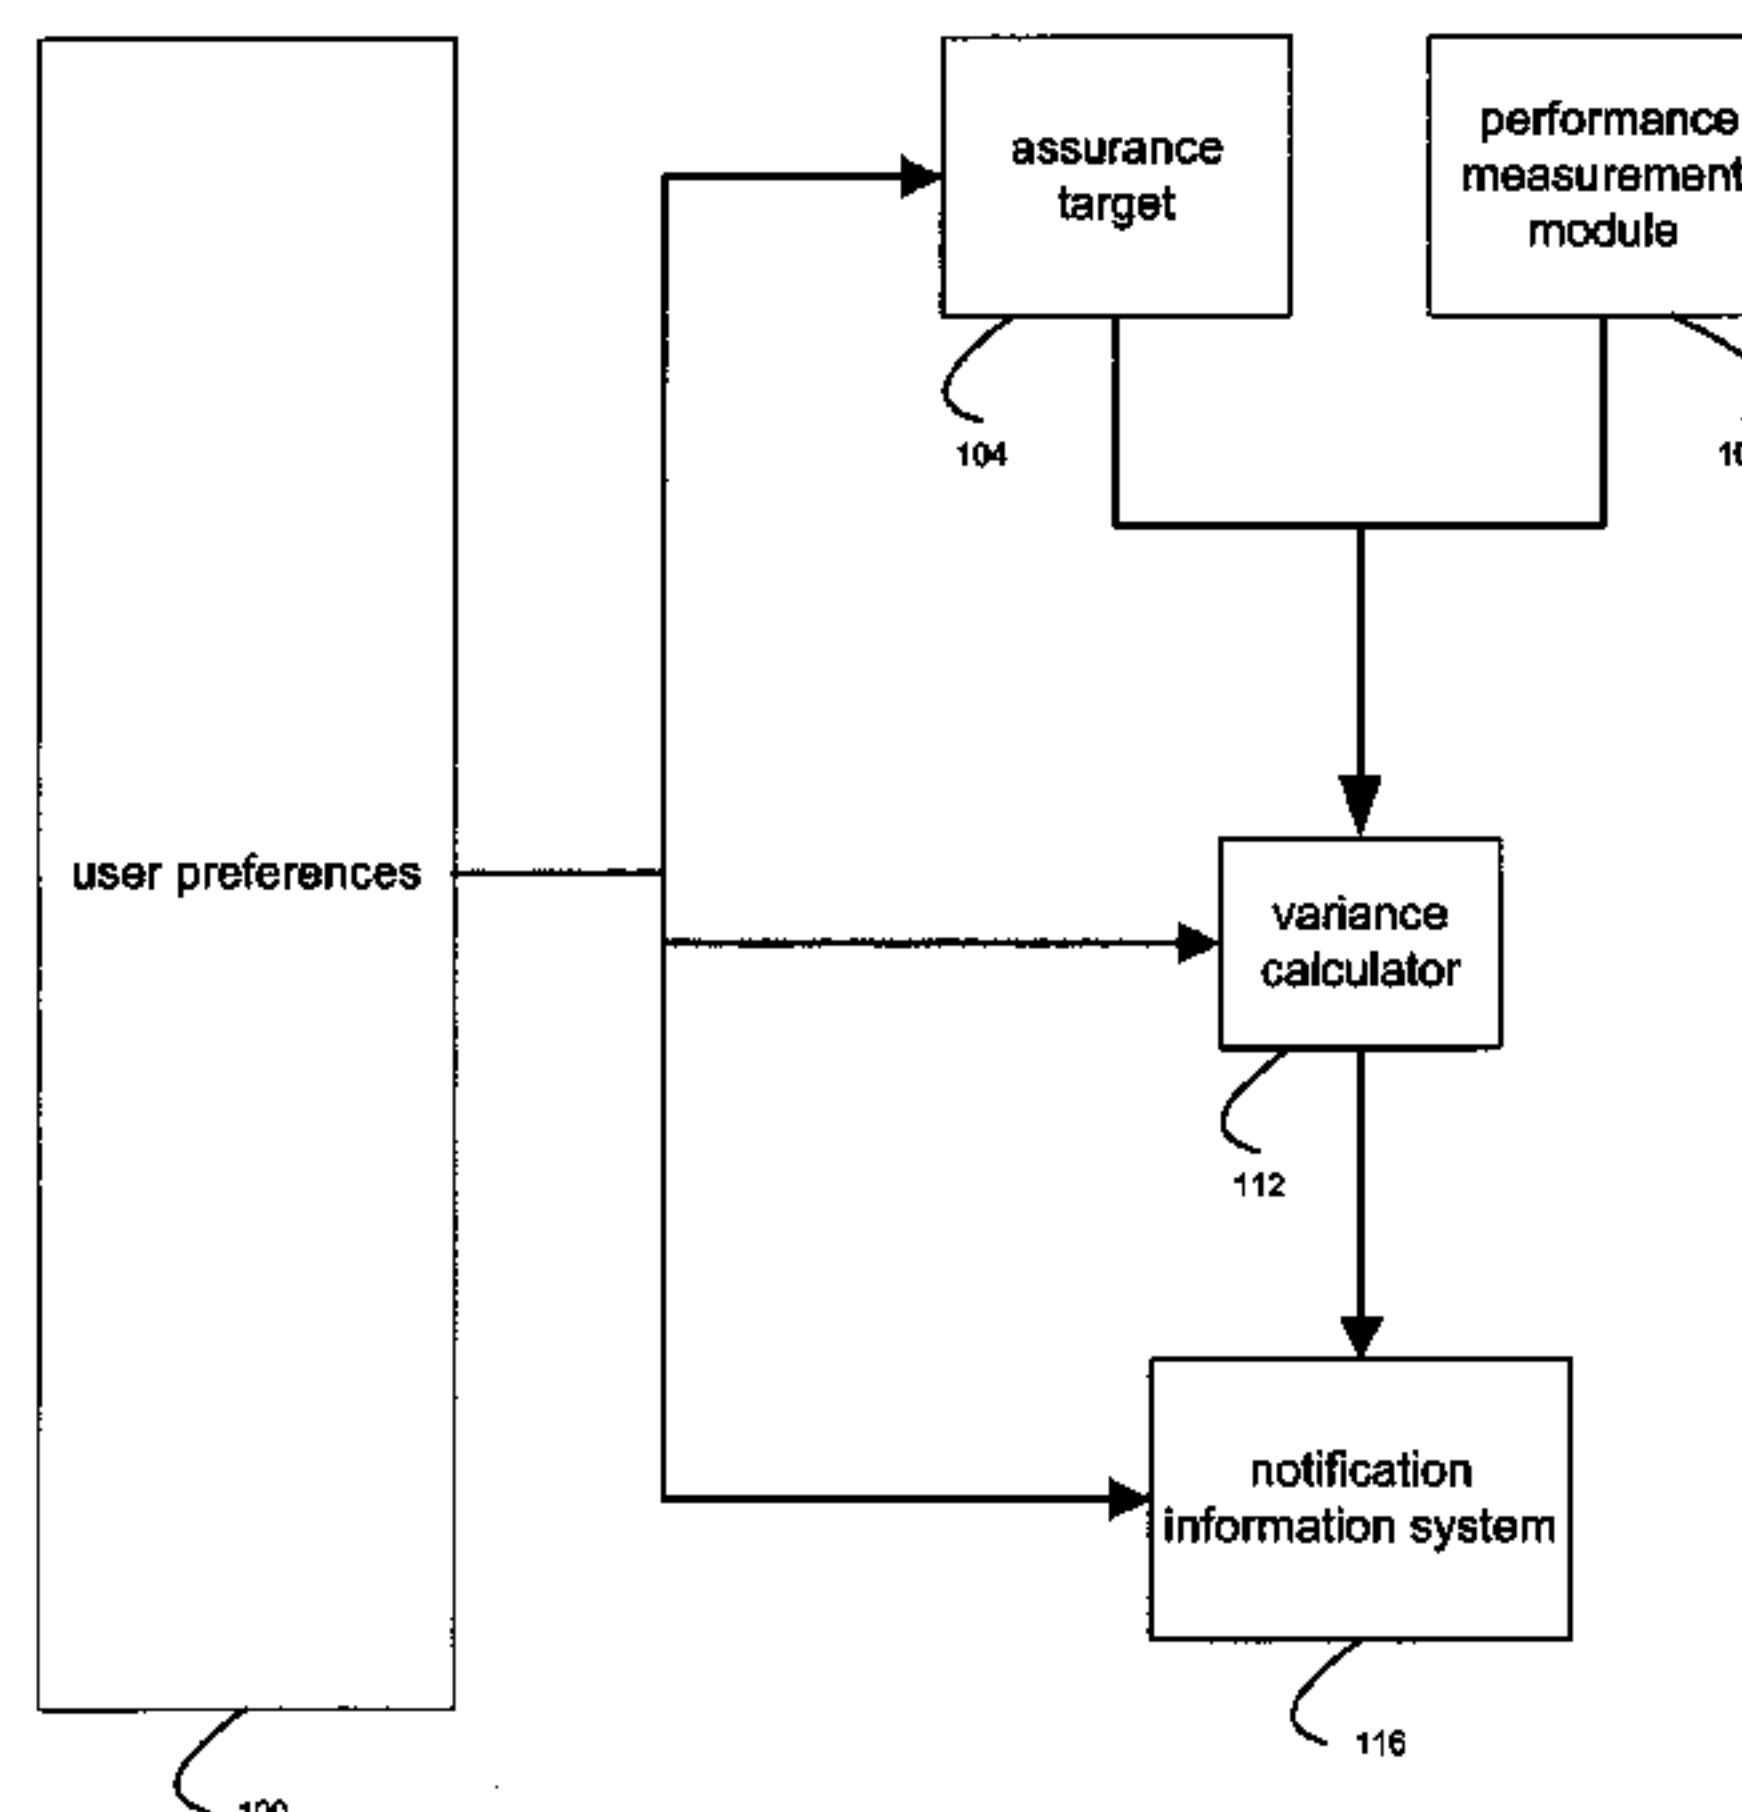 assurance
target
performance
measurement
module
104
user preferences
variance
calculator
112
notification
information system
116